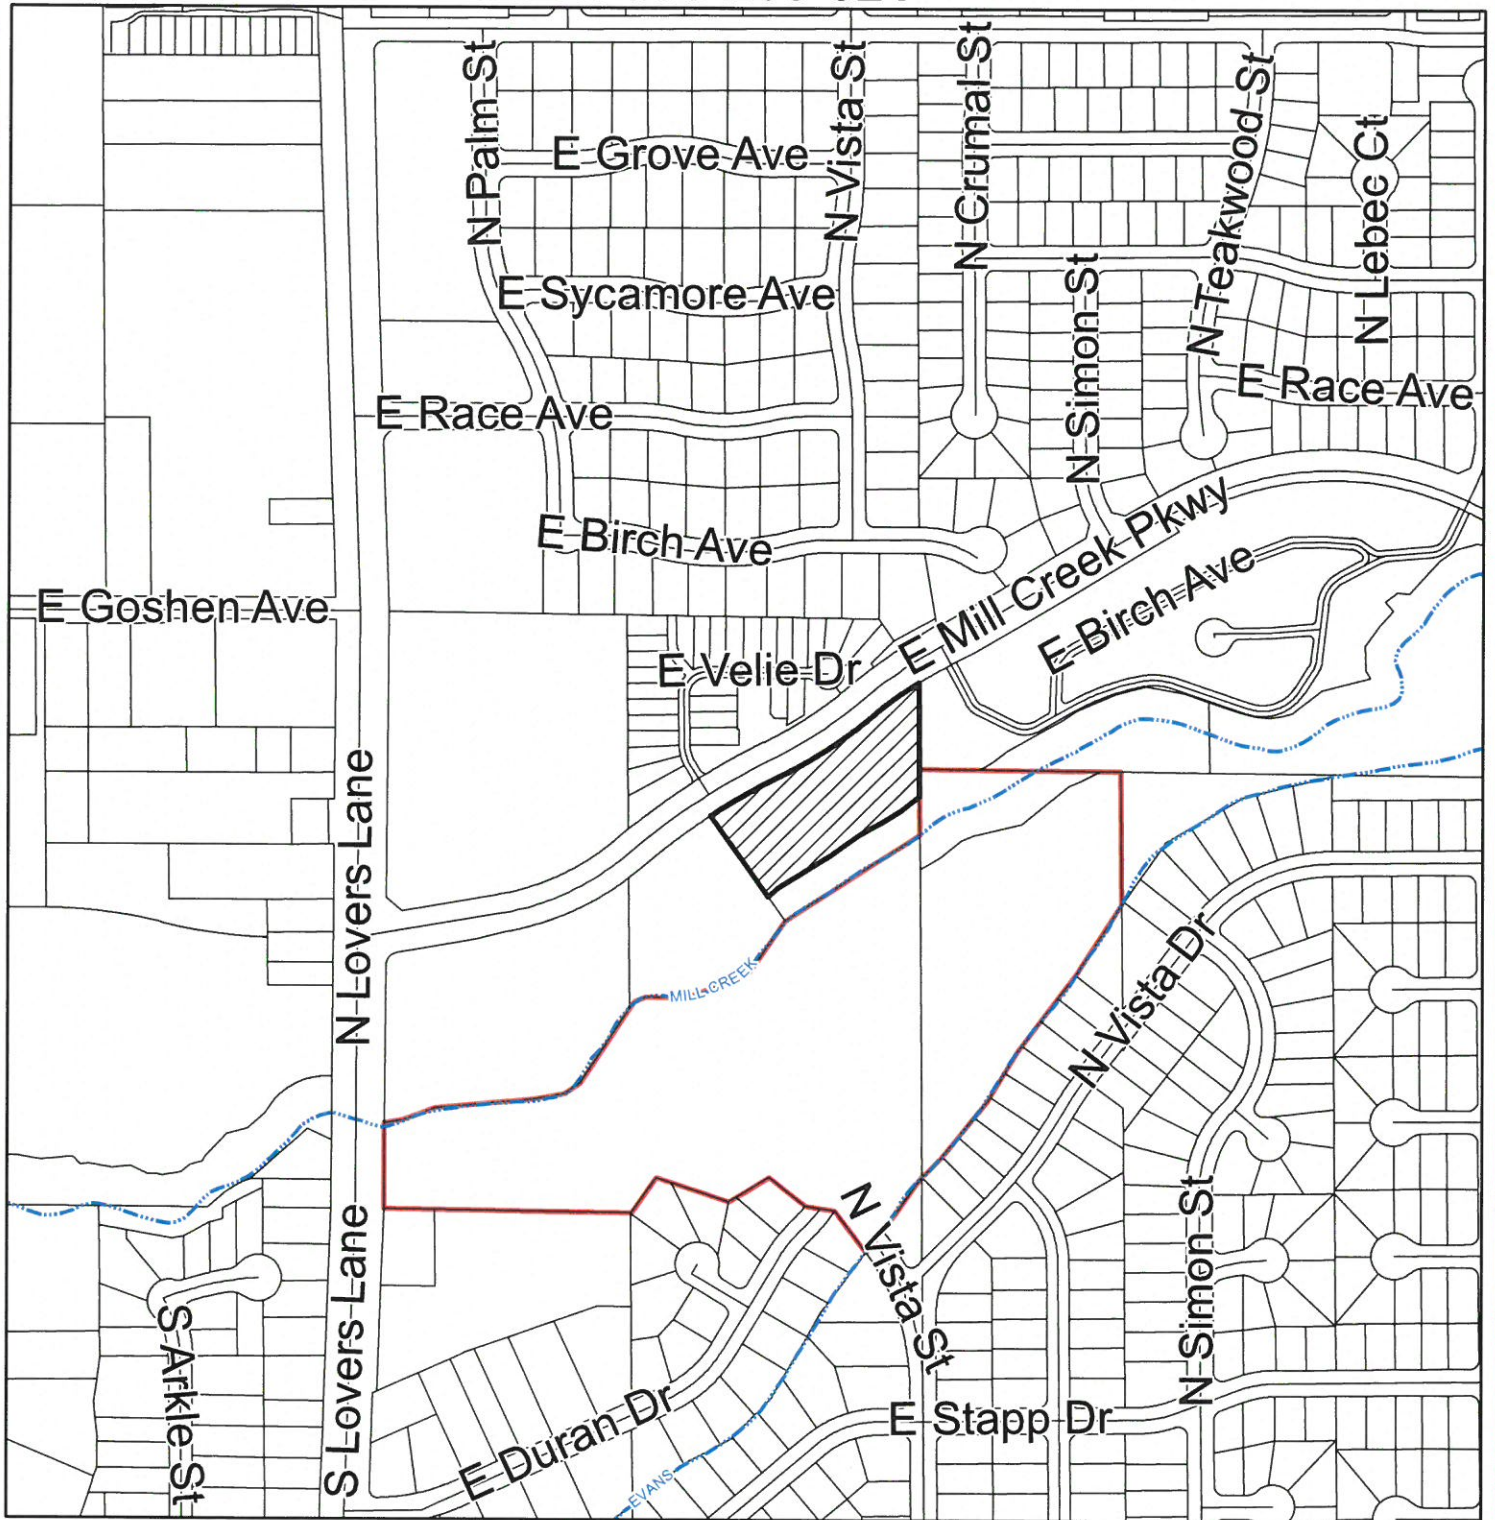 N Palm St
N Vista St
N Crumal St
N Teakwood St
N Lebec Ct
E Grove Ave
E Sycamore Ave
N Simon St
E Race Ave
E Race Ave
E Birch Ave
E Mill Creek Pkwy
E Birch Ave
E Goshen Ave
E Velie Dr
N Lovers Lane
MILL CREEK
N Vista Dr
N Vista St
N Simon St
S Lovers Lane
S Arkle St
E Duran Dr
E Stapp Dr
EVANS